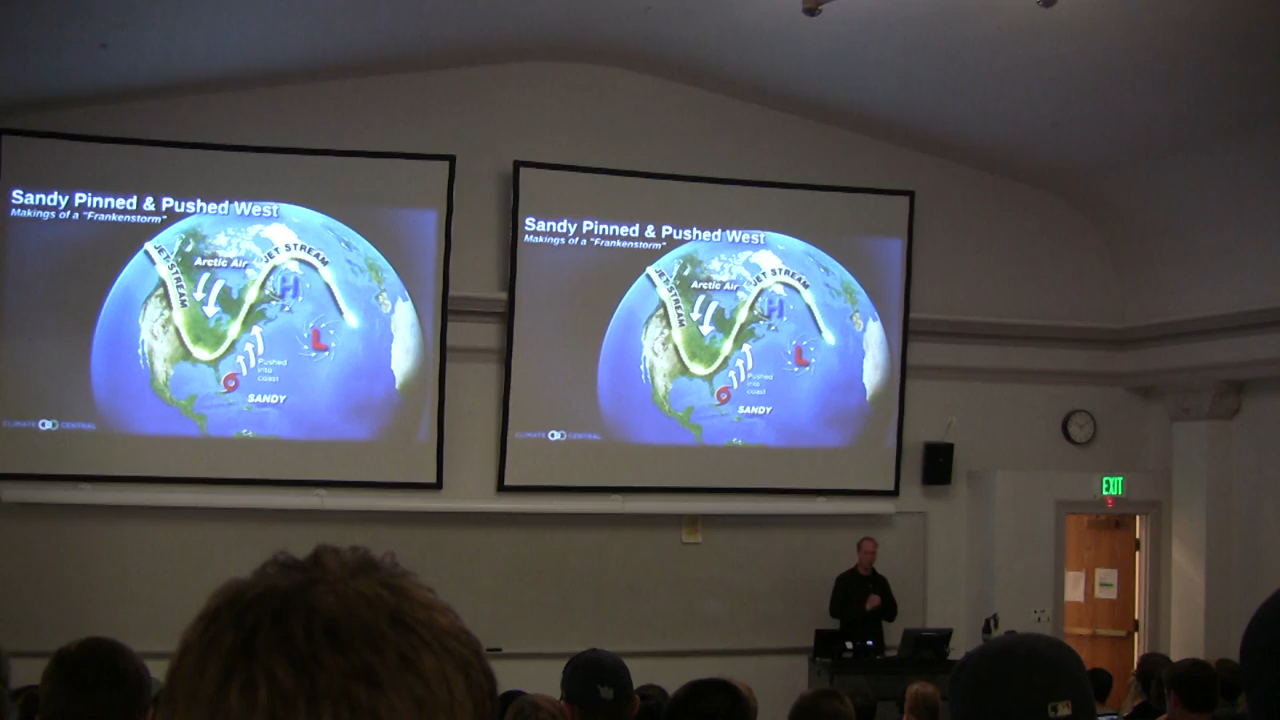 Sandy Pinned & Pushed West
Makings of a "Frankenstorm"
JET STREAM
Arctic Air
JET STREAM
H
L
Pushed
into
coast
SANDY
CLIMATE CENTRAL
Sandy Pinned & Pushed West
Makings of a "Frankenstorm"
JET STREAM
Arctic Air
JET STREAM
H
L
Pushed
into
coast
SANDY
CLIMATE CENTRAL
EXIT